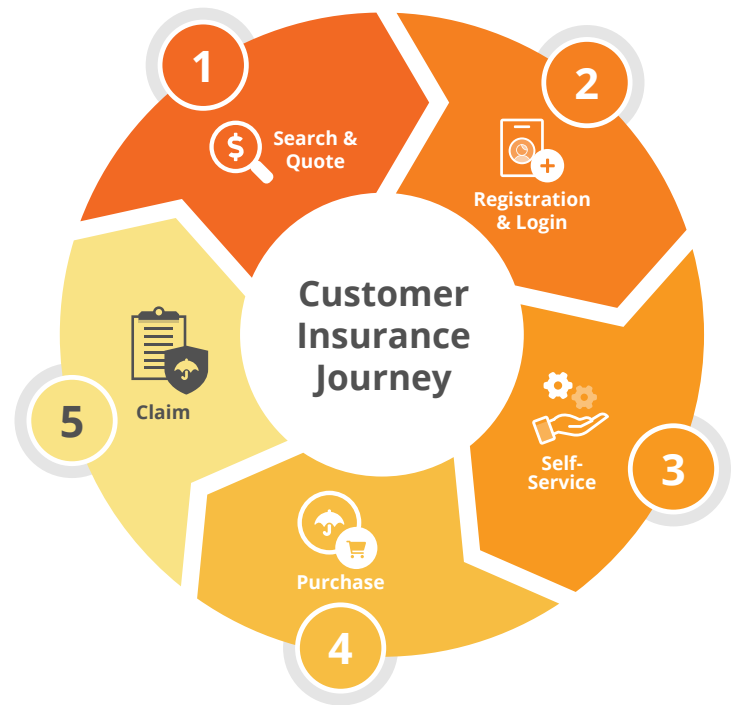 Customer
Insurance
Journey
1
$
Search &
Quote
2
Registration
& Login
3
Self-
Service
4
Purchase
5
Claim